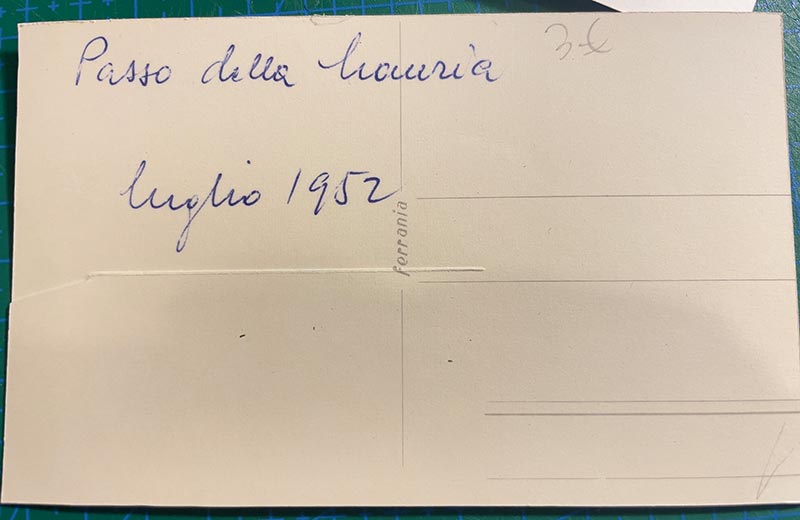 Passo della Mauria
luglio 1952
ferrania